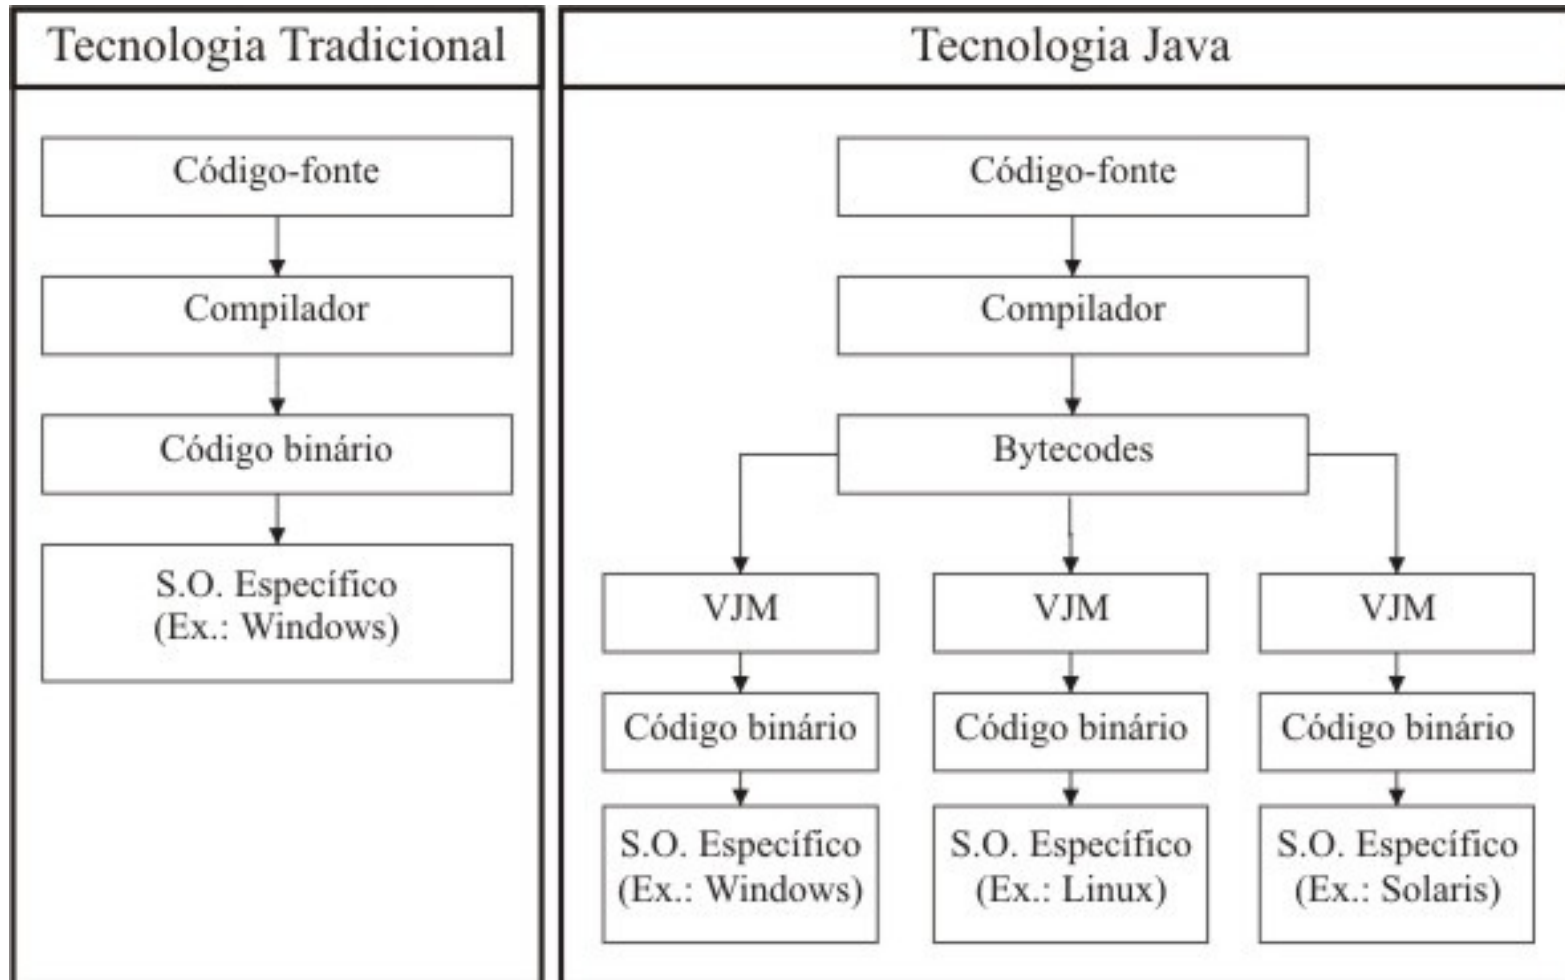 Tecnologia Tradicional
Código-fonte
Compilador
Código binário
S.O. Específico
(Ex.: Windows)
Tecnologia Java
Código-fonte
Compilador
Bytecodes
VJM
VJM
VJM
Código binário
Código binário
Código binário
S.O. Específico
(Ex.: Windows)
S.O. Específico
(Ex.: Linux)
S.O. Específico
(Ex.: Solaris)